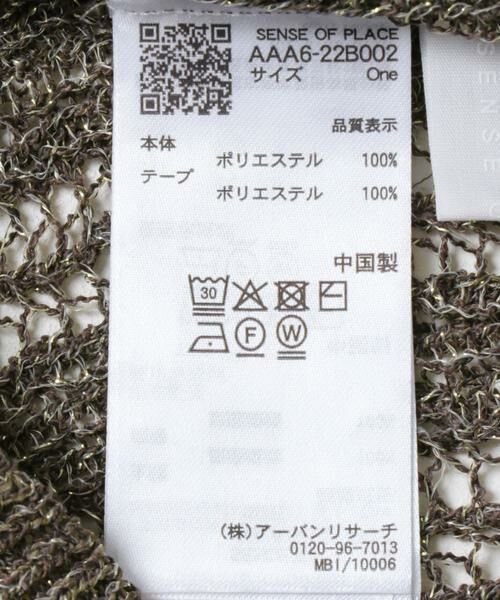 SENSE OF PLACE
AAA6-22B002
サイズ One
品質表示
本体
ポリエステル 100%
テープ
ポリエステル 100%
中国製
30
F W
(株)アーバンリサーチ
0120-96-7013
MBI/10006
SENSE